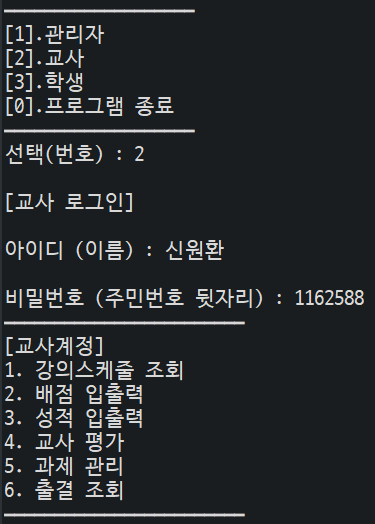 [1].관리자
[2].교사
[3].학생
[0].프로그램 종료
선택(번호) : 2
[교사 로그인]
아이디 (이름) : 신원환
비밀번호 (주민번호 뒷자리) : 1162588
[교사계정]
1. 강의스케줄 조회
2. 배점 입출력
3. 성적 입출력
4. 교사 평가
5. 과제 관리
6. 출결 조회